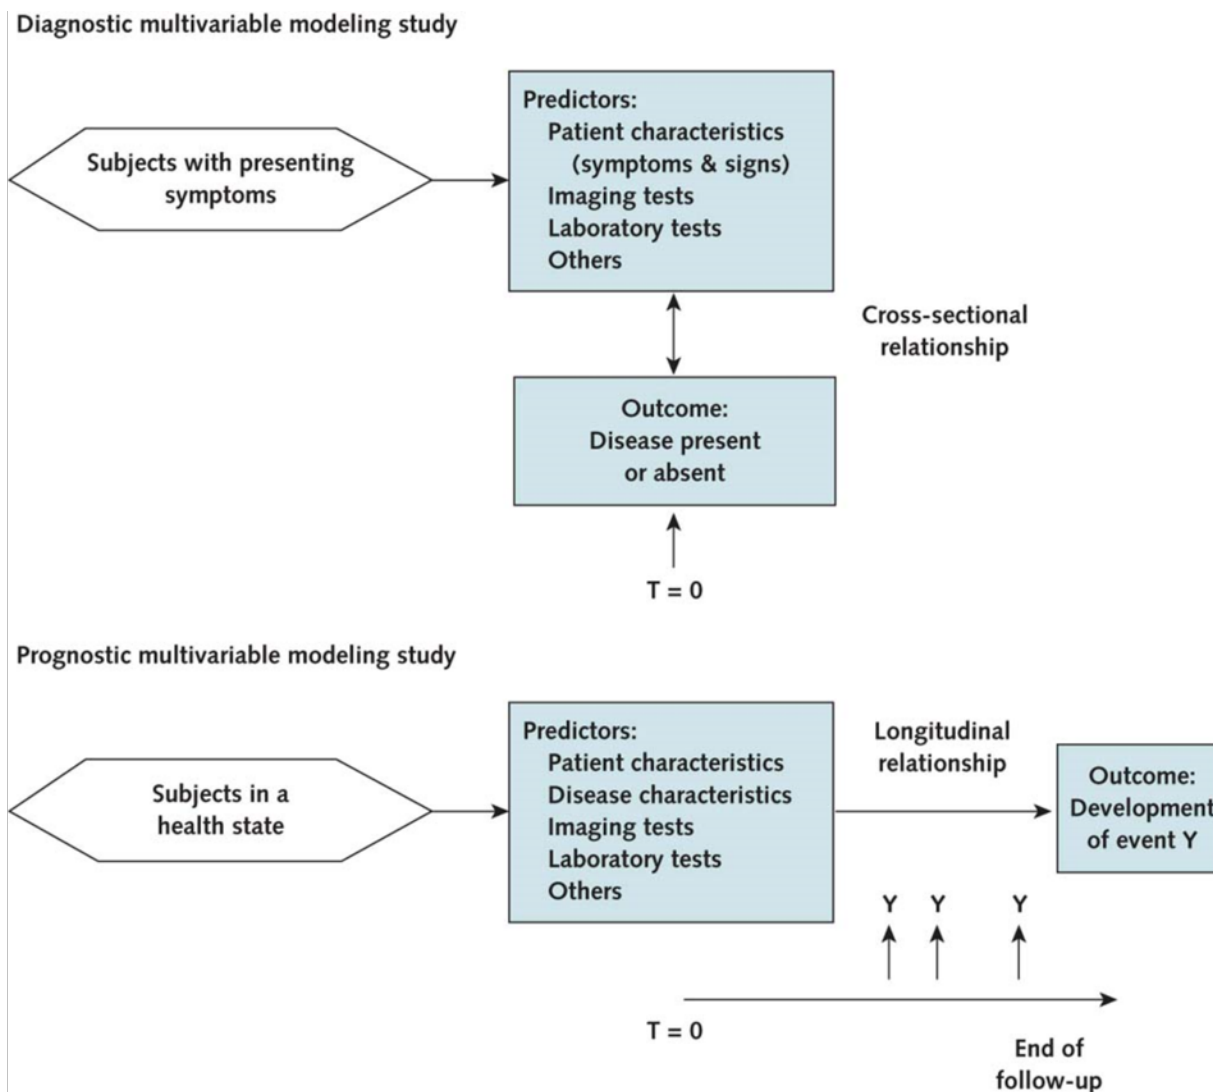 Diagnostic multivariable modeling study
Subjects with presenting
symptoms
Predictors:
Patient characteristics
(symptoms & signs)
Imaging tests
Laboratory tests
Others
Cross-sectional
relationship
Outcome:
Disease present
or absent
T = 0
Prognostic multivariable modeling study
Subjects in a
health state
Predictors:
Patient characteristics
Disease characteristics
Imaging tests
Laboratory tests
Others
Longitudinal
relationship
Outcome:
Development
of event Y
Y Y Y
T = 0
End of
follow-up